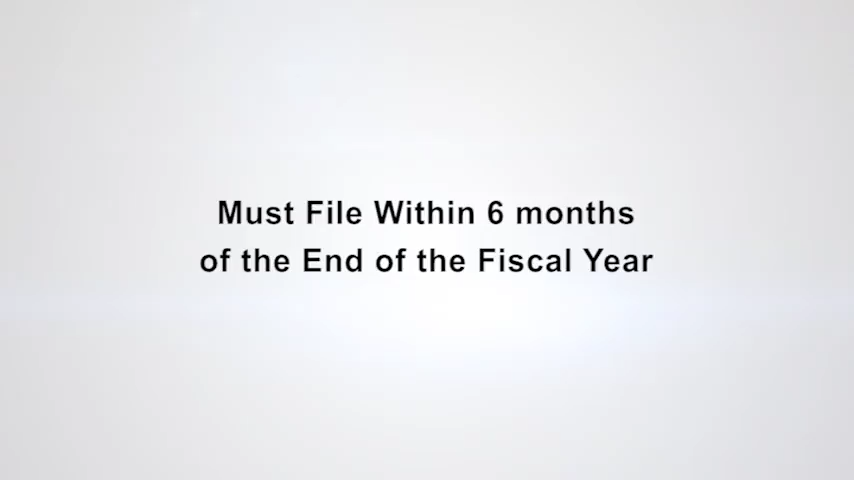 Must File Within 6 months
of the End of the Fiscal Year